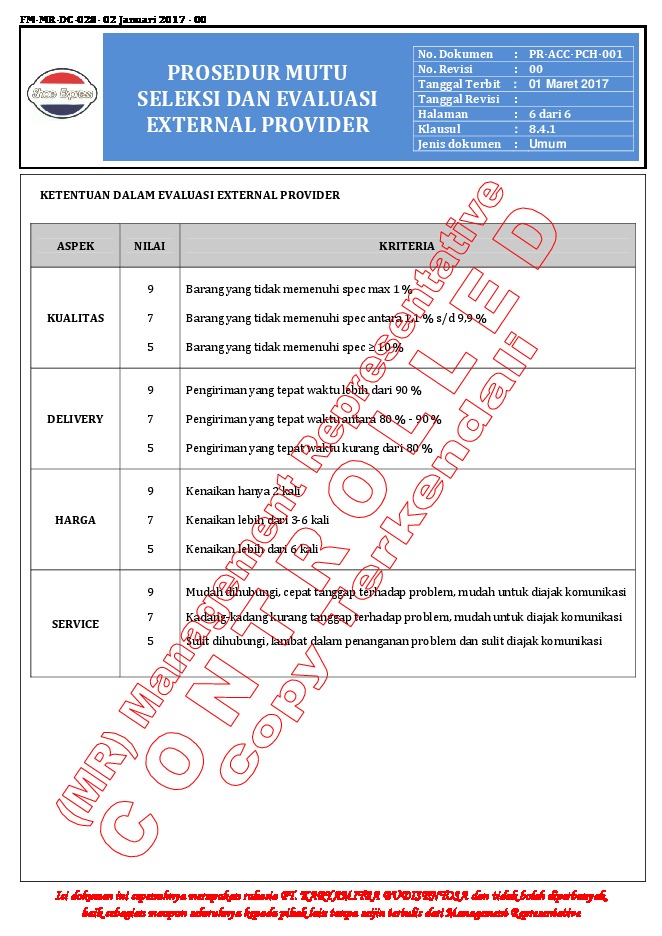 FM-MR-DC-028- 02 Januari 2017 - 00
Shoe Express
PROSEDUR MUTU
SELEKSI DAN EVALUASI
EXTERNAL PROVIDER
No. Dokumen : PR-ACC-PCH-001
No. Revisi : 00
Tanggal Terbit : 01 Maret 2017
Tanggal Revisi :
Halaman : 6 dari 6
Klausul : 8.4.1
Jenis dokumen : Umum
KETENTUAN DALAM EVALUASI EXTERNAL PROVIDER
ASPEK NILAI KRITERIA
KUALITAS
9 Barang yang tidak memenuhi spec max 1 %
7 Barang yang tidak memenuhi spec antara 1,1 % s/d 9,9 %
5 Barang yang tidak memenuhi spec ≥ 10 %
DELIVERY
9 Pengiriman yang tepat waktu lebih dari 90 %
7 Pengiriman yang tepat waktu antara 80 % - 90 %
5 Pengiriman yang tepat waktu kurang dari 80 %
HARGA
9 Kenaikan hanya 2 kali
7 Kenaikan lebih dari 3-6 kali
5 Kenaikan lebih dari 6 kali
SERVICE
9 Mudah dihubungi, cepat tanggap terhadap problem, mudah untuk diajak komunikasi
7 Kadang-kadang kurang tanggap terhadap problem, mudah untuk diajak komunikasi
5 Sulit dihubungi, lambat dalam penanganan problem dan sulit diajak komunikasi
(MR) Management Representative
CONTROLLED
Copy Terkendali
Isi dokumen ini sepenuhnya merupakan rahasia PT. KARYAMITRA BUDISENTOSA dan tidak boleh diperbanyak,
baik sebagian maupun seluruhnya kepada pihak lain tanpa seijin tertulis dari Management Representative